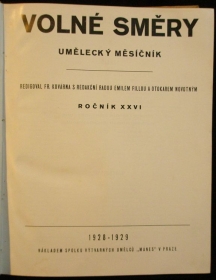 VOLNÉ SMĚRY
UMĚLECKÝ MĚSÍČNÍK
REDIGOVAL FR. KOVÁRNA S REDAKČNÍ RADOU EMILEM FILLOU A OTAKAREM NOVOTNÝM
ROČNÍK XXVI
1928-1929
NÁKLADEM SPOLKU VÝTVARNÝCH UMĚLCŮ „MÁNES" V PRAZE